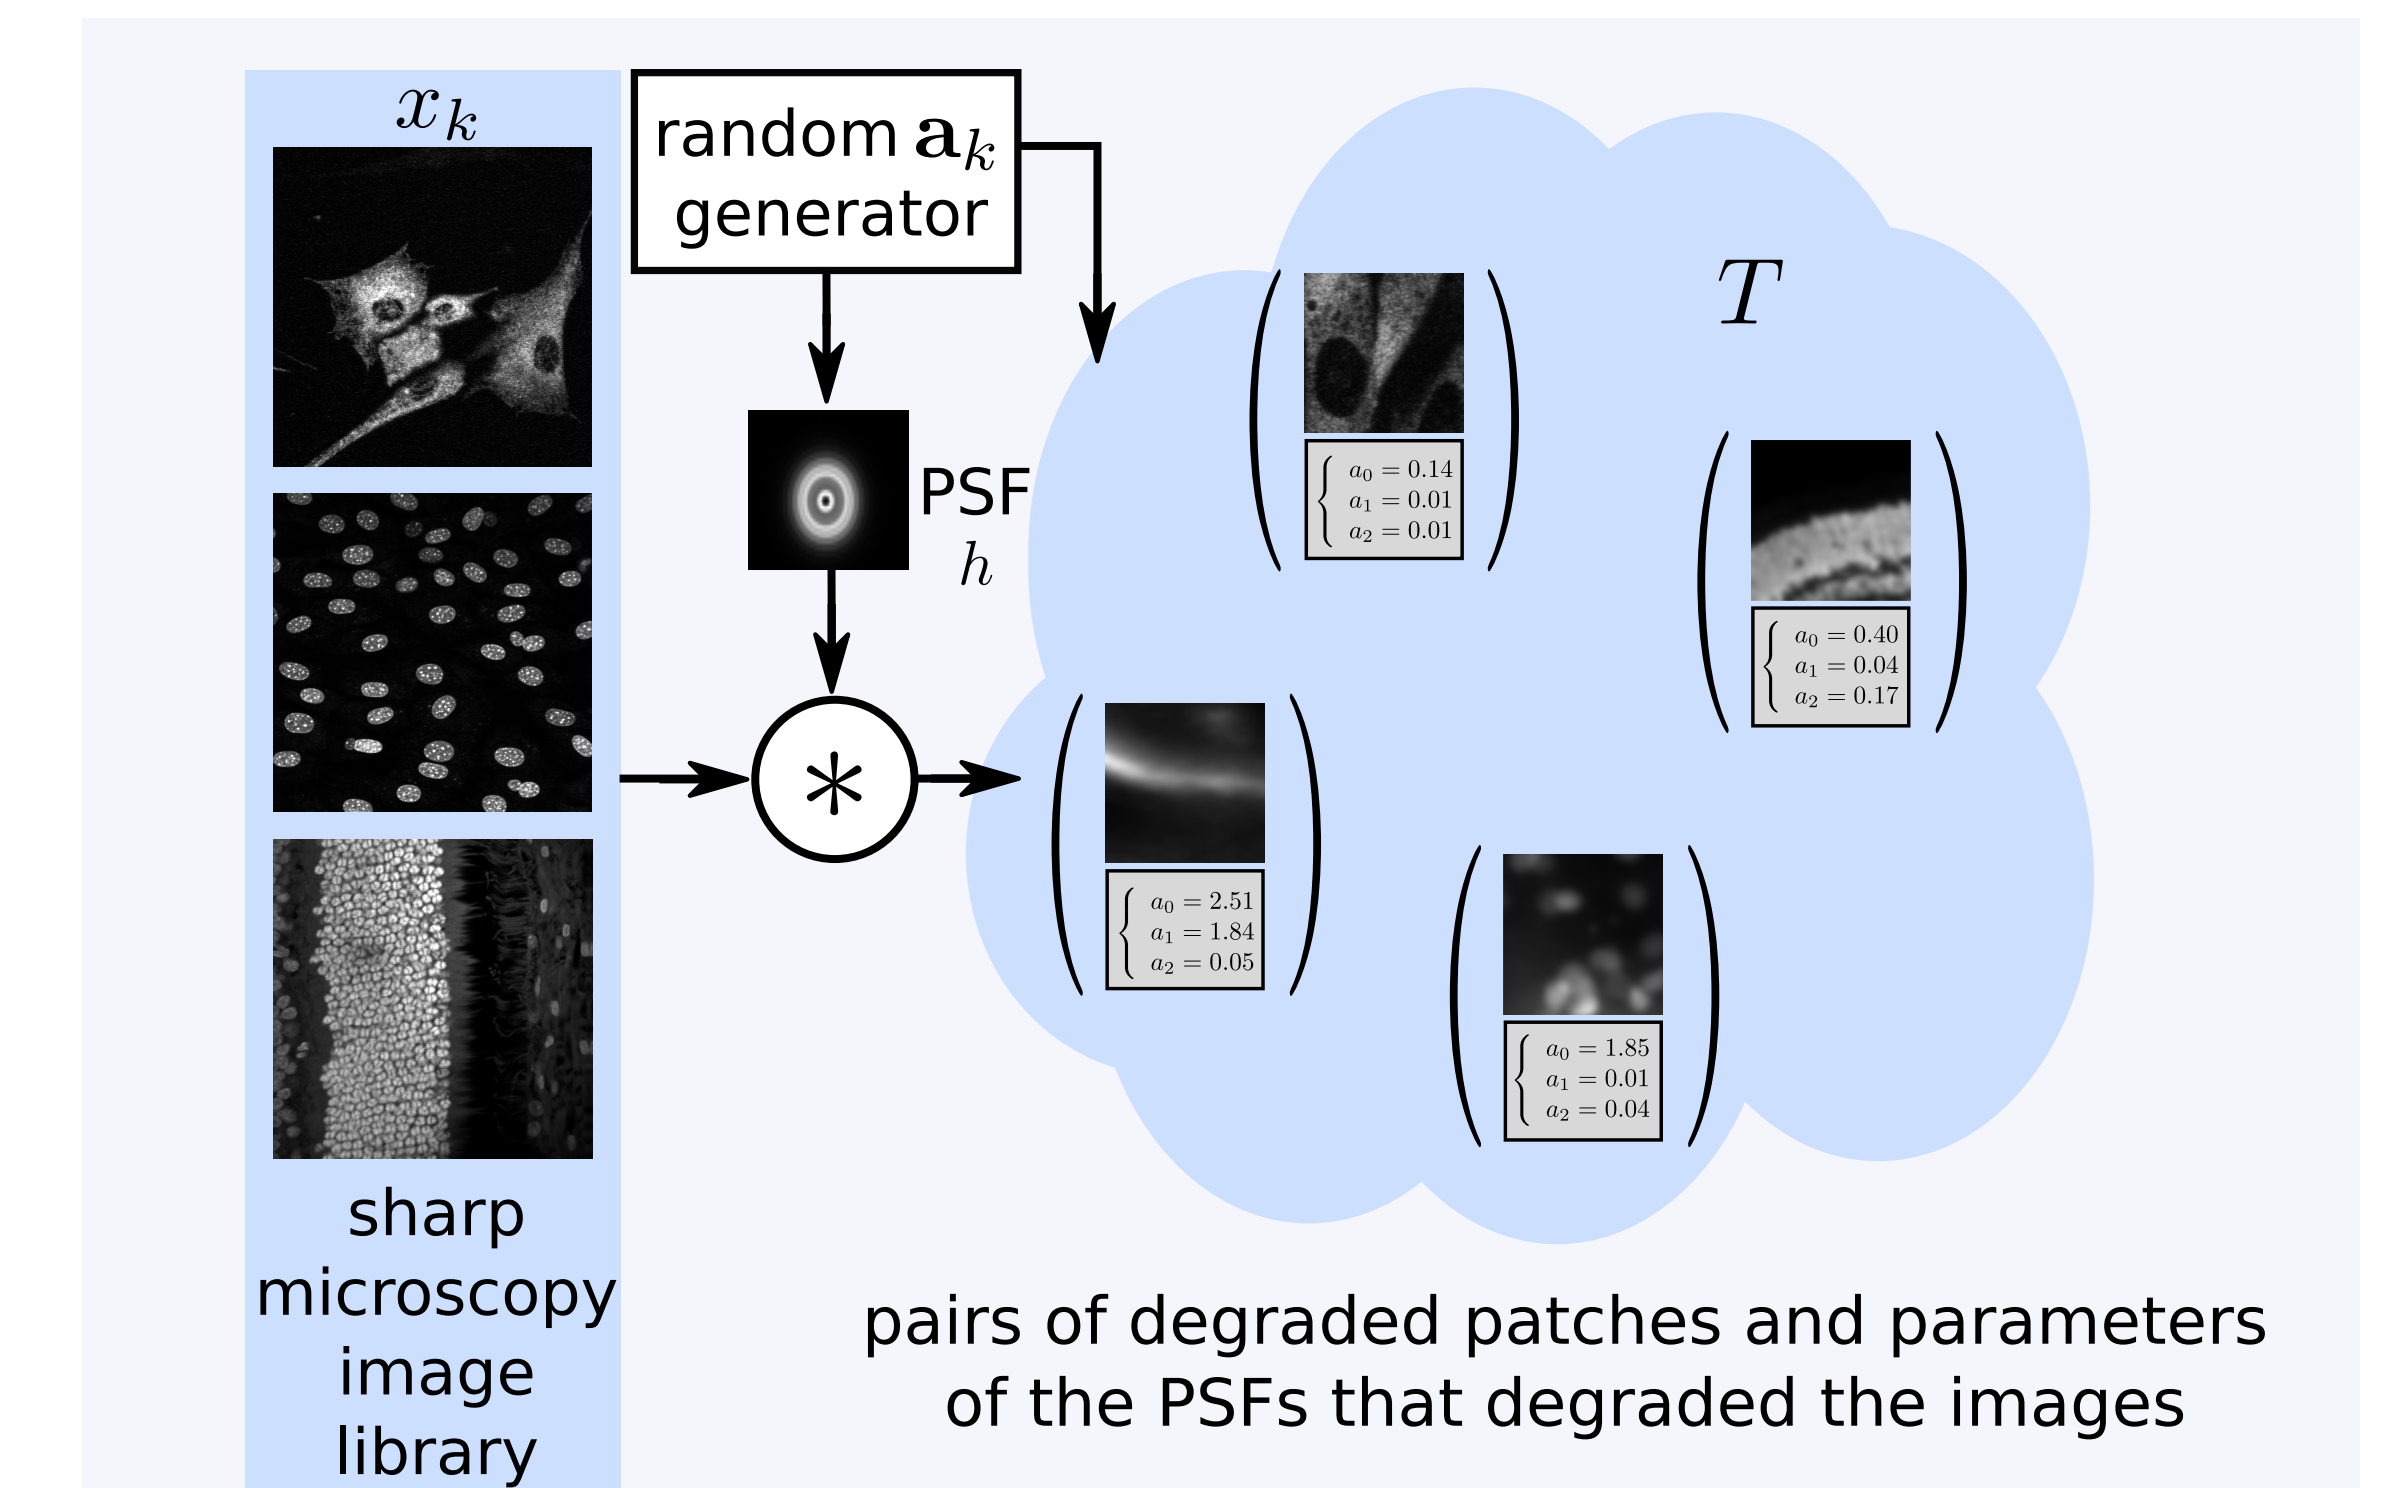 x_k
random a_k
generator
PSF
h
*
T
a_0 = 0.14
a_1 = 0.01
a_2 = 0.01
a_0 = 0.40
a_1 = 0.04
a_2 = 0.17
a_0 = 2.51
a_1 = 1.84
a_2 = 0.05
a_0 = 1.85
a_1 = 0.01
a_2 = 0.04
sharp
microscopy
image
library
pairs of degraded patches and parameters
of the PSFs that degraded the images